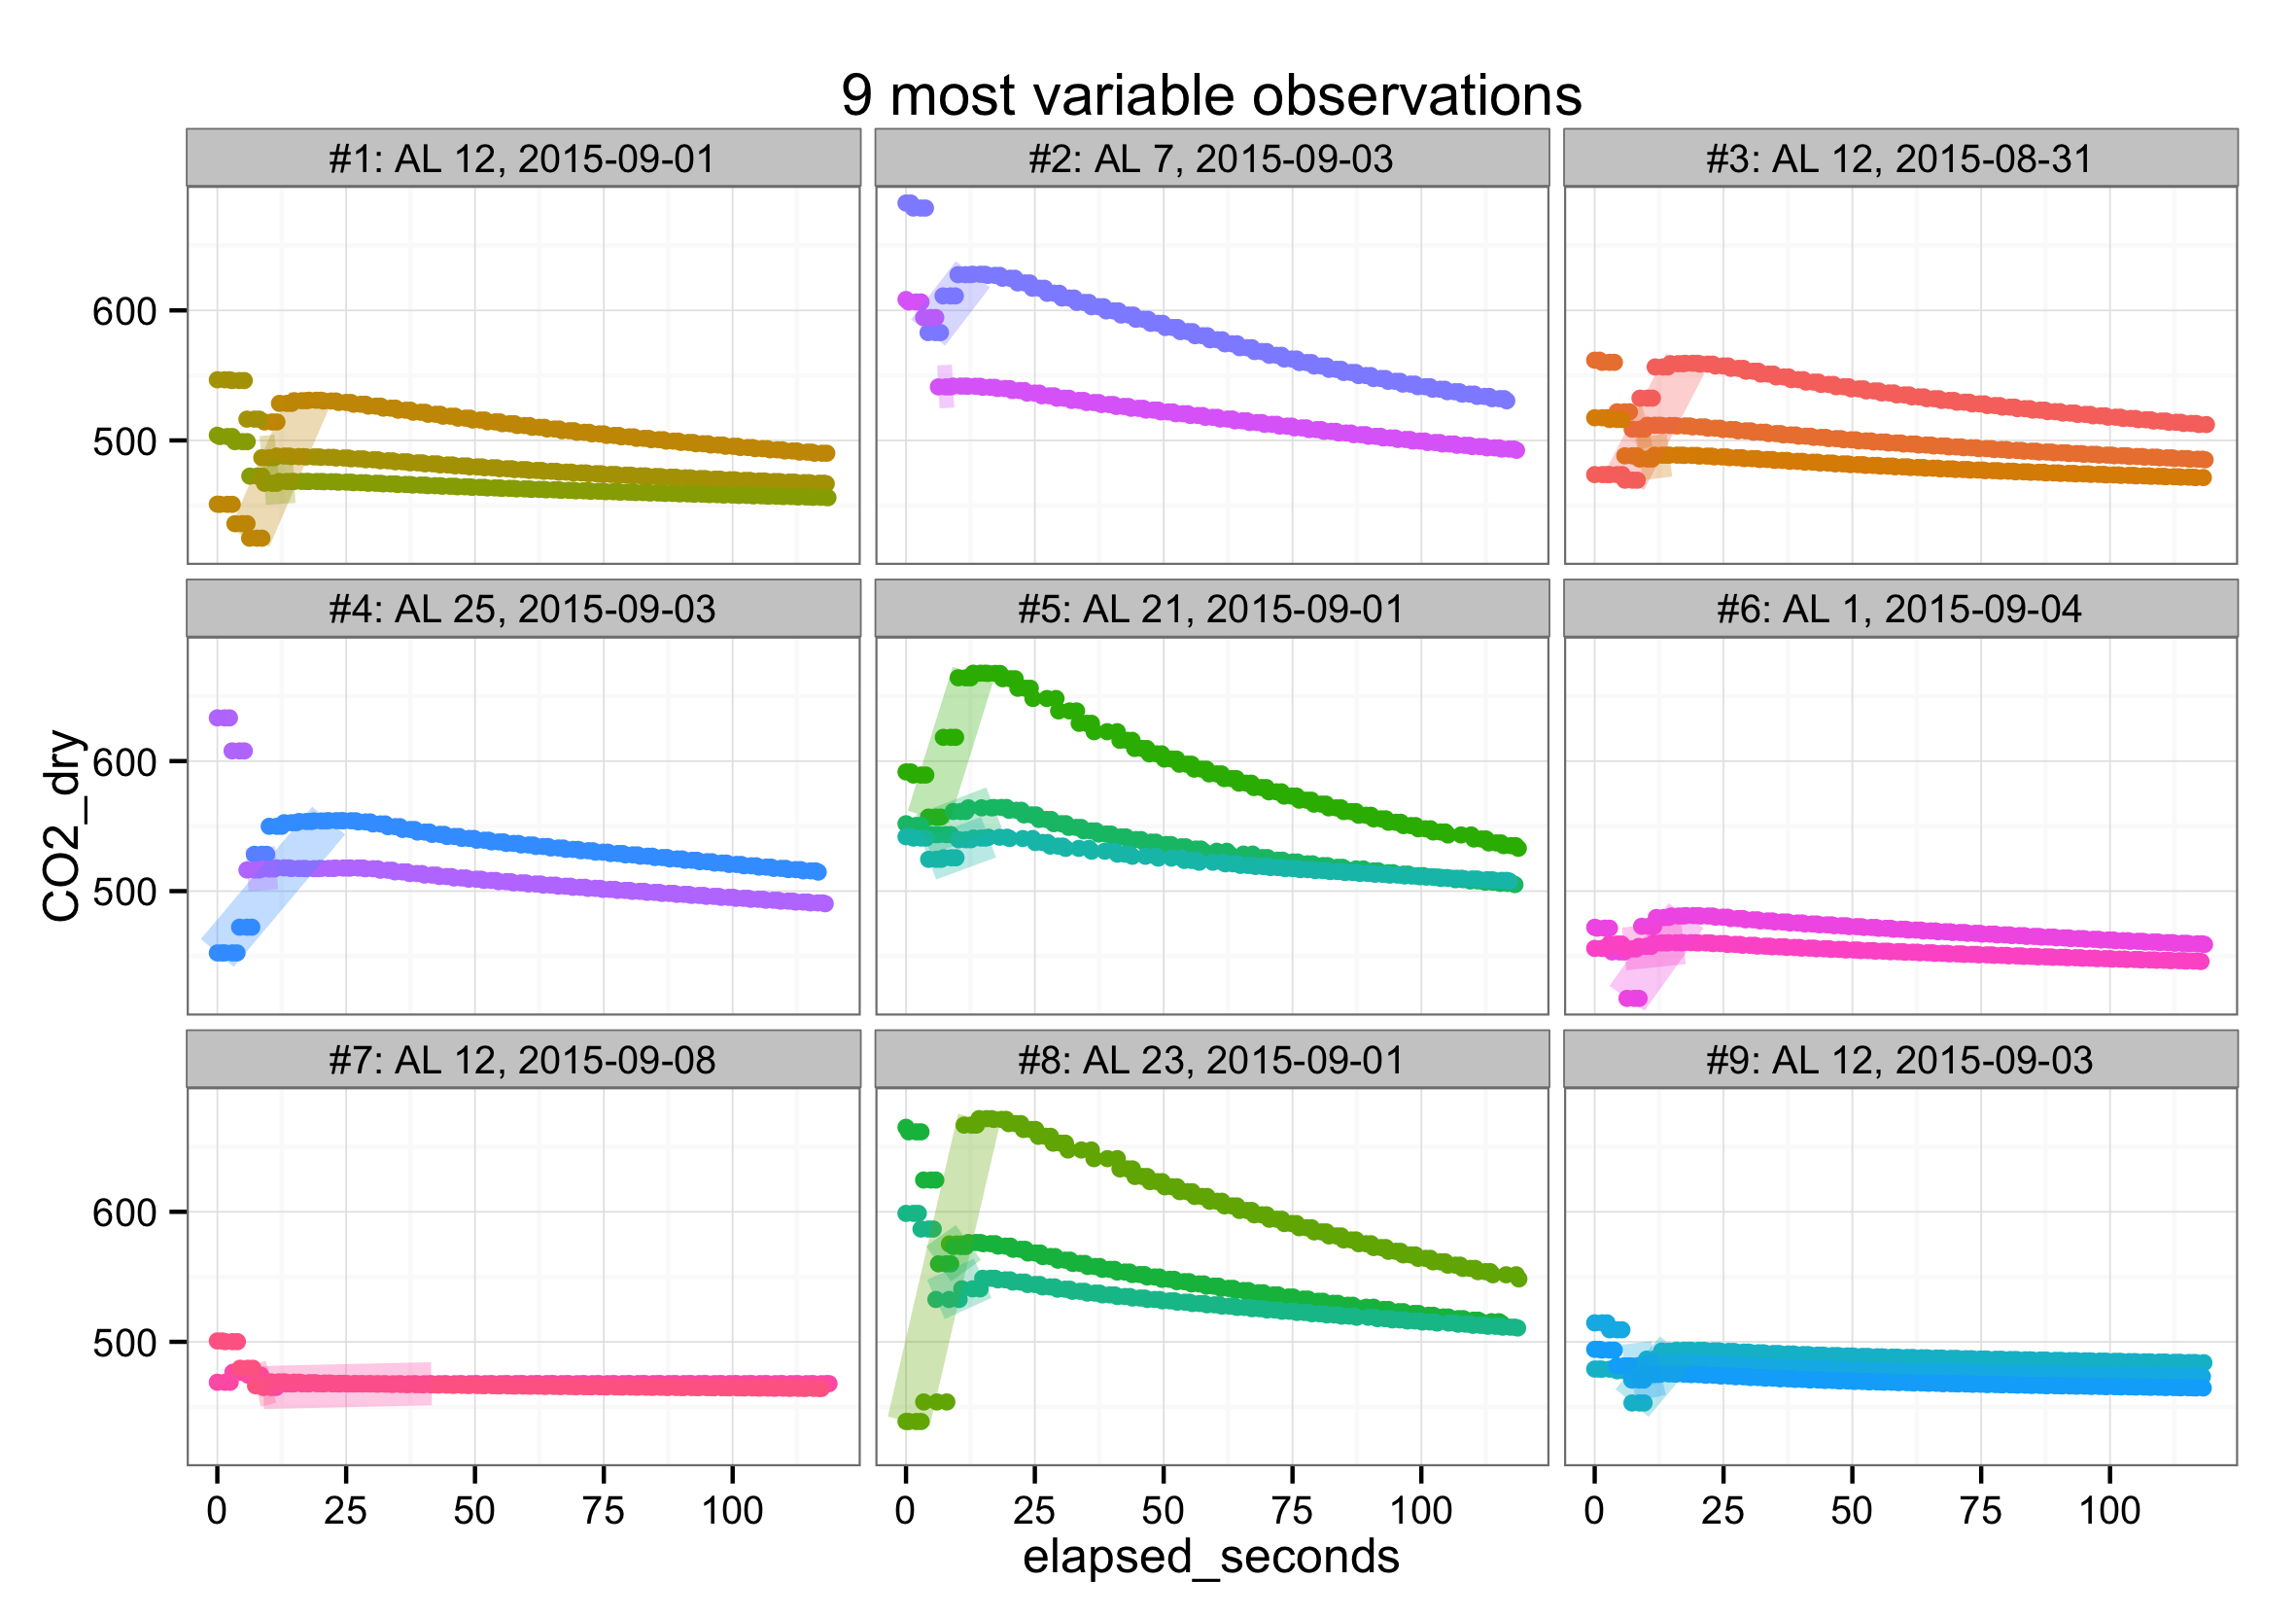 9 most variable observations
#1: AL 12, 2015-09-01
#2: AL 7, 2015-09-03
#3: AL 12, 2015-08-31
600
500
#4: AL 25, 2015-09-03
#5: AL 21, 2015-09-01
#6: AL 1, 2015-09-04
CO2_dry
600
500
#7: AL 12, 2015-09-08
#8: AL 23, 2015-09-01
#9: AL 12, 2015-09-03
600
500
0 25 50 75 100
0 25 50 75 100
0 25 50 75 100
elapsed_seconds